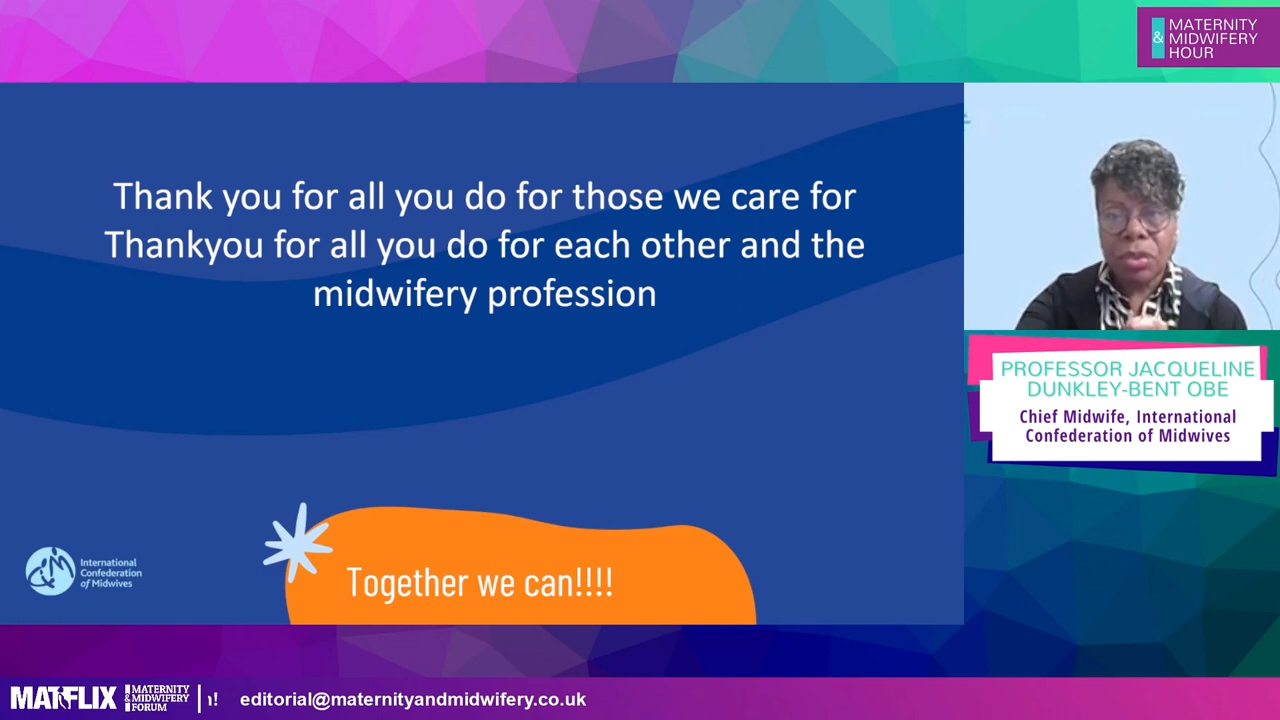 MATERNITY
& MIDWIFERY
HOUR
Thank you for all you do for those we care for
Thankyou for all you do for each other and the
midwifery profession
PROFESSOR JACQUELINE
DUNKLEY-BENT OBE
Chief Midwife, International
Confederation of Midwives
International
Confederation
of Midwives
Together we can!!!!
MATFLIX
MATERNITY
& MIDWIFERY
FORUM
editorial@maternityandmidwifery.co.uk